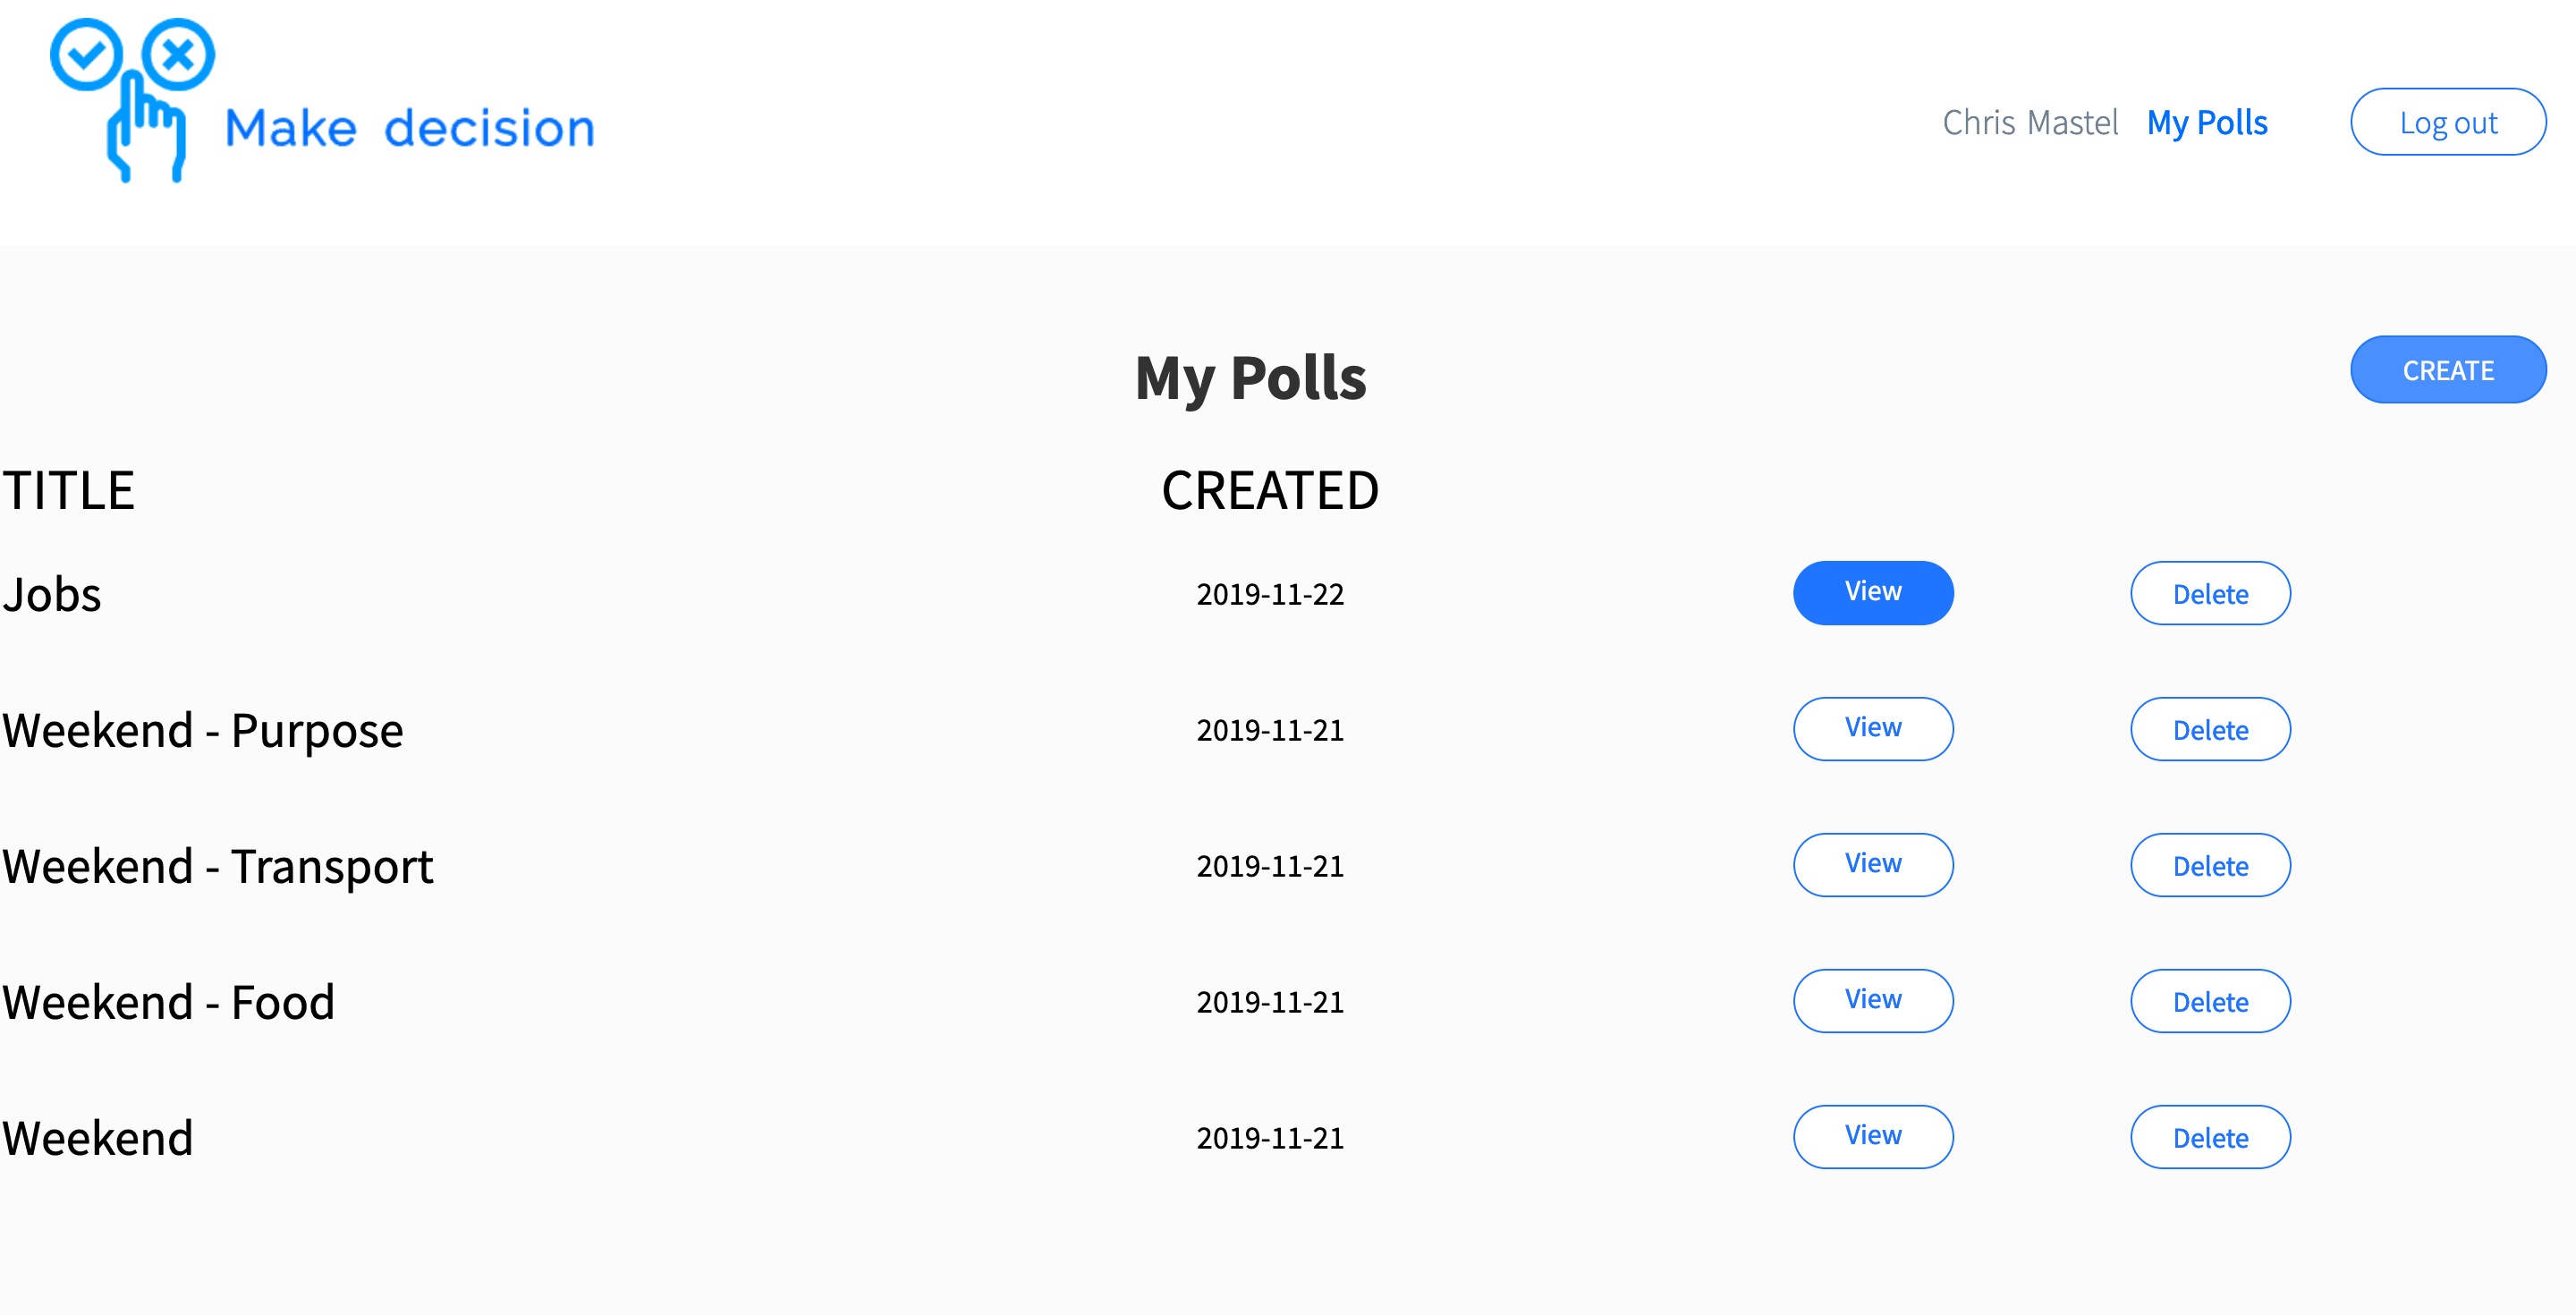 Make decision
Chris Mastel My Polls Log out
My Polls CREATE
TITLE CREATED
Jobs 2019-11-22 View Delete
Weekend - Purpose 2019-11-21 View Delete
Weekend - Transport 2019-11-21 View Delete
Weekend - Food 2019-11-21 View Delete
Weekend 2019-11-21 View Delete